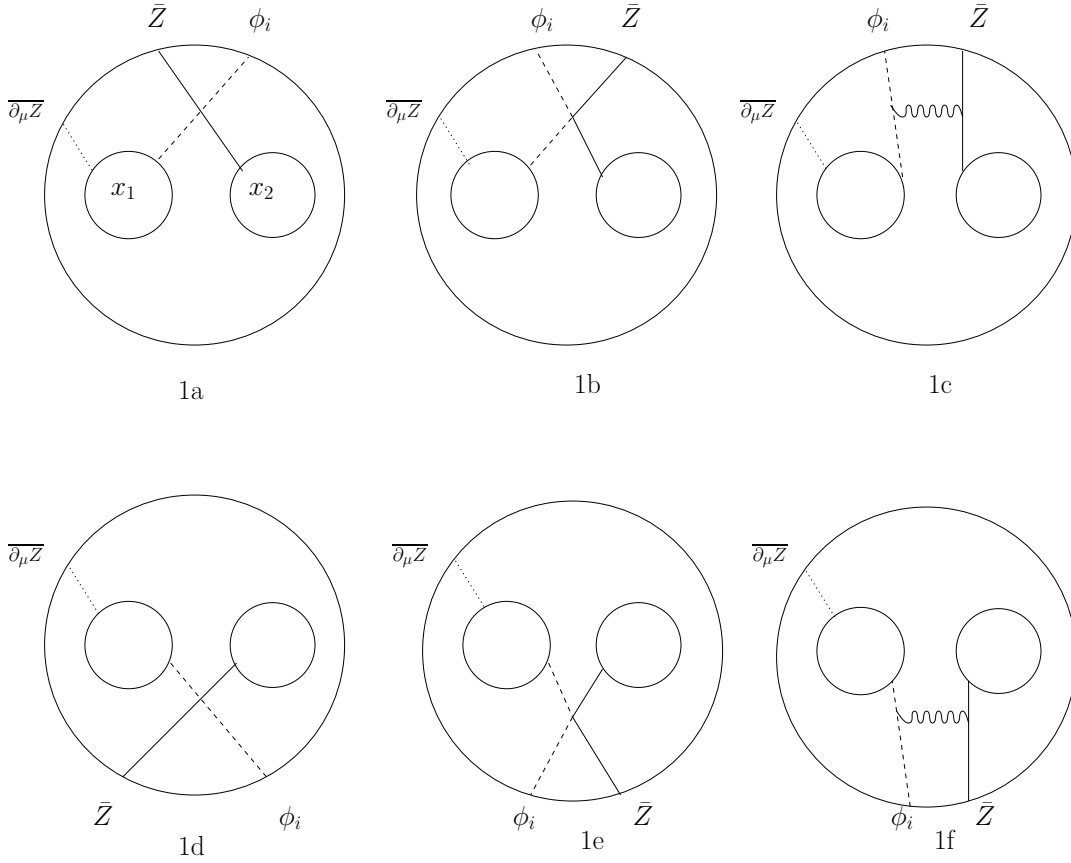 Z̄ ϕ_i ϕ_i Z̄ ϕ_i Z̄
\overline{∂_μ Z} \overline{∂_μ Z} \overline{∂_μ Z}
x_1 x_2
1a 1b 1c
\overline{∂_μ Z} \overline{∂_μ Z} \overline{∂_μ Z}
Z̄ ϕ_i ϕ_i Z̄ ϕ_i Z̄
1d 1e 1f